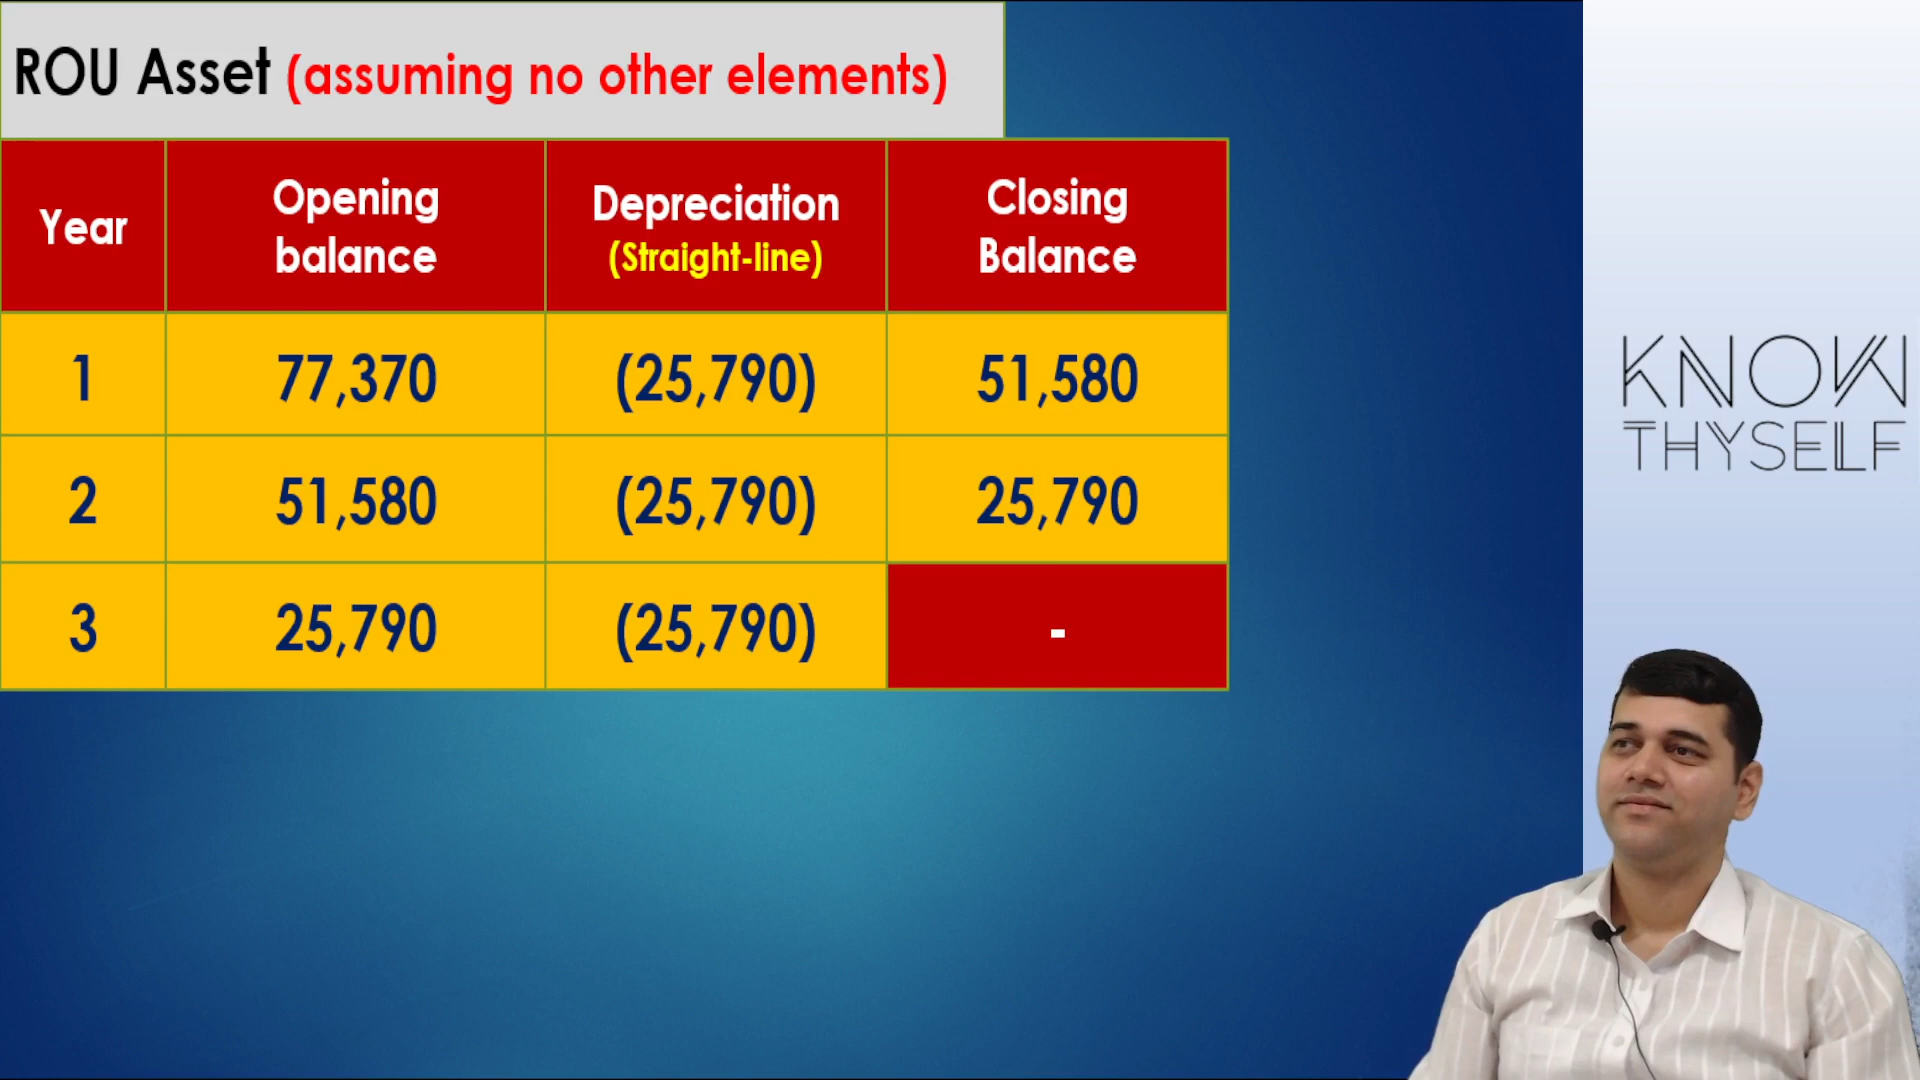 ROU Asset (assuming no other elements)
Year
Opening
balance
Depreciation
(Straight-line)
Closing
Balance
1 77,370 (25,790) 51,580
2 51,580 (25,790) 25,790
3 25,790 (25,790) -
KNOW
THYSELF